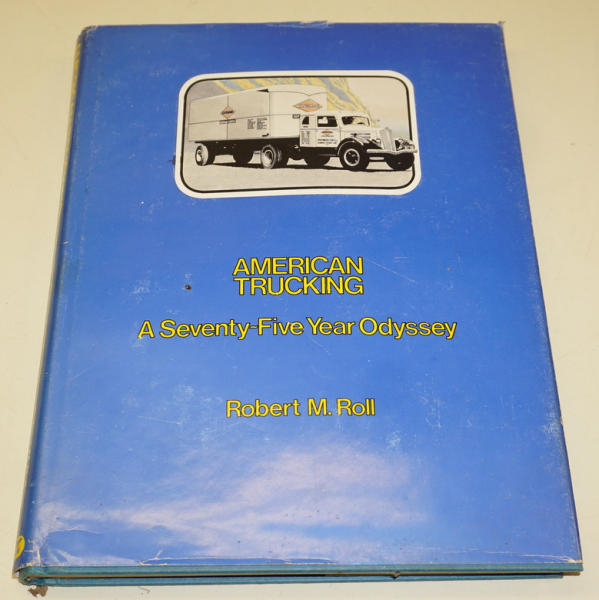 AMERICAN
TRUCKING
A Seventy-Five Year Odyssey
Robert M. Roll